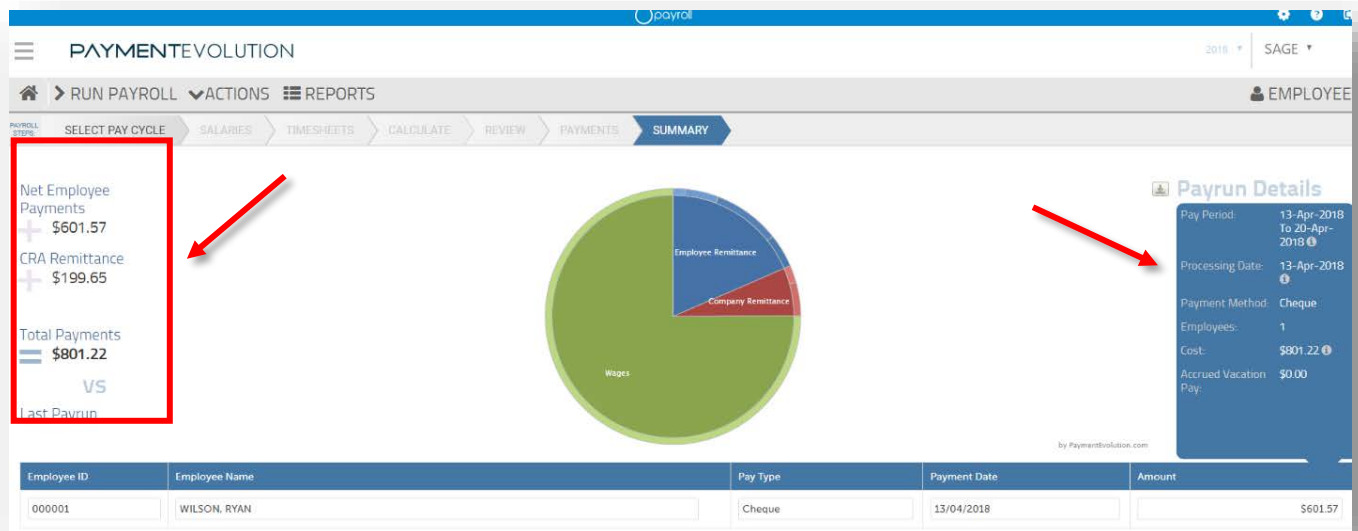 payroll
PAYMENTEVOLUTION
2018
SAGE
RUN PAYROLL
ACTIONS
REPORTS
EMPLOYEE
PAYROLL
STEPS:
SELECT PAY CYCLE
SALARIES
TIMESHEETS
CALCULATE
REVIEW
PAYMENTS
SUMMARY
Net Employee
Payments
+ $601.57
CRA Remittance
+ $199.65
Total Payments
= $801.22
VS
Last Payrun
Employee Remittance
Company Remittance
Wages
by PaymentEvolution.com
Payrun Details
Pay Period: 13-Apr-2018
To 20-Apr-
2018
Processing Date: 13-Apr-2018
Payment Method: Cheque
Employees: 1
Cost: $801.22
Accrued Vacation $0.00
Pay:
Employee ID Employee Name Pay Type Payment Date Amount
000001 WILSON, RYAN Cheque 13/04/2018 $601.57